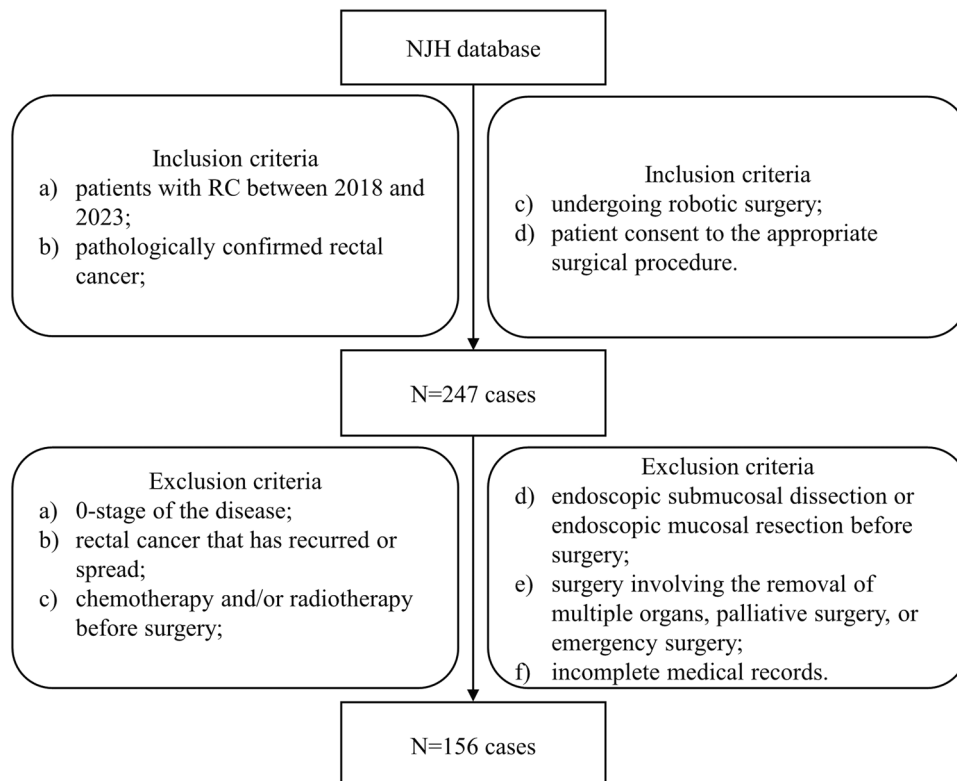 NJH database
Inclusion criteria
a) patients with RC between 2018 and
2023;
b) pathologically confirmed rectal
cancer;
Inclusion criteria
c) undergoing robotic surgery;
d) patient consent to the appropriate
surgical procedure.
N=247 cases
Exclusion criteria
a) 0-stage of the disease;
b) rectal cancer that has recurred or
spread;
c) chemotherapy and/or radiotherapy
before surgery;
Exclusion criteria
d) endoscopic submucosal dissection or
endoscopic mucosal resection before
surgery;
e) surgery involving the removal of
multiple organs, palliative surgery, or
emergency surgery;
f) incomplete medical records.
N=156 cases